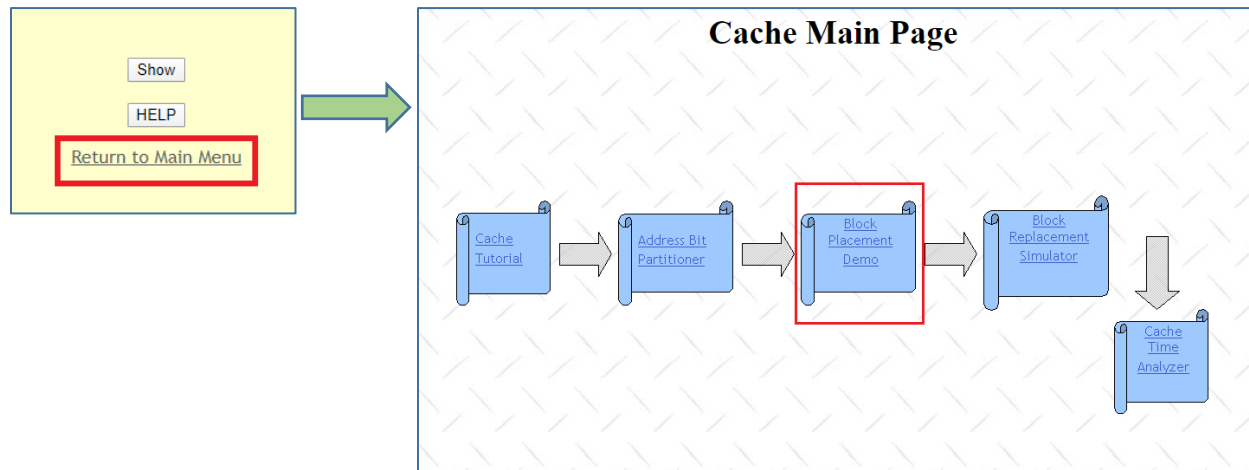 Show
HELP
Return to Main Menu
Cache Main Page
Cache
Tutorial
Address Bit
Partitioner
Block
Placement
Demo
Block
Replacement
Simulator
Cache
Time
Analyzer